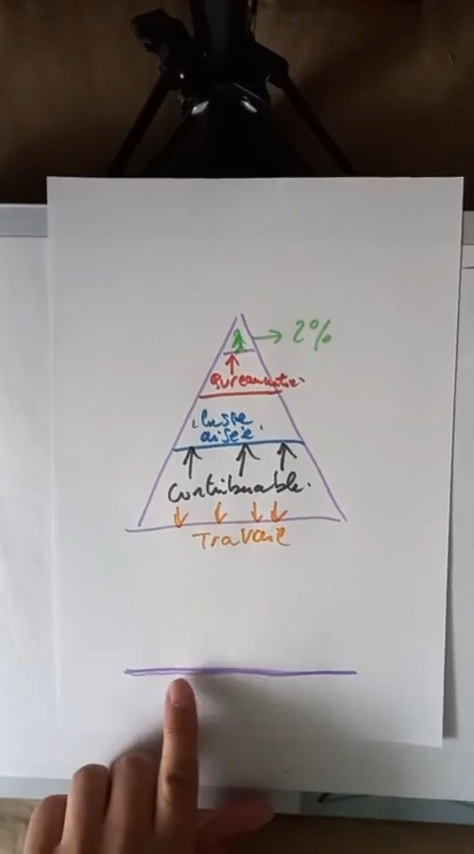 2%
Bureaucratie
Classe
aisée
Contribuable.
Travail